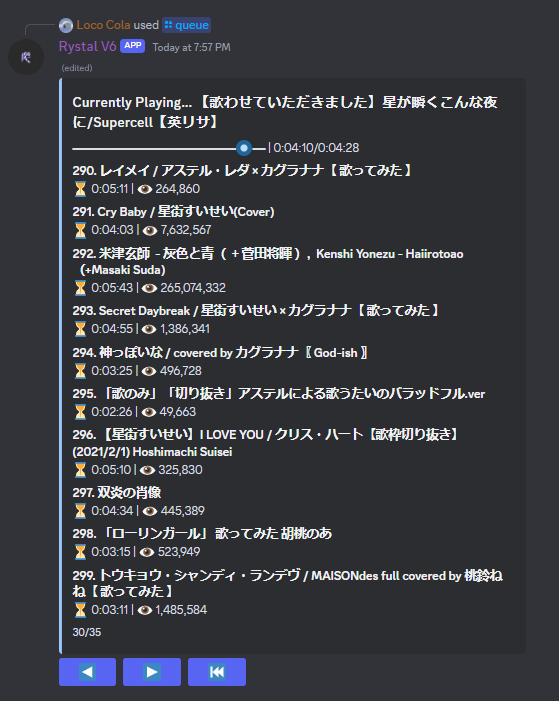 Loco Cola used queue
Rystal V6 APP Today at 7:57 PM
(edited)
Currently Playing... 【歌わせていただきました】星が瞬くこんな夜
に/Supercell【英リサ】
| 0:04:10/0:04:28
290. レイメイ / アステル・レダ × カグラナナ【 歌ってみた 】
0:05:11 | 264,860
291. Cry Baby / 星街すいせい(Cover)
0:04:03 | 7,632,567
292. 米津玄師 - 灰色と青（ ＋菅田将暉 ）, Kenshi Yonezu - Haiirotoao
（+Masaki Suda）
0:05:43 | 265,074,332
293. Secret Daybreak / 星街すいせい × カグラナナ【 歌ってみた 】
0:04:55 | 1,386,341
294. 神っぽいな / covered by カグラナナ〖 God-ish 〗
0:03:25 | 496,728
295. 「歌のみ」「切り抜き」アステルによる歌うたいのバラッドフル.ver
0:02:26 | 49,663
296. 【星街すいせい】I LOVE YOU / クリス・ハート【歌枠切り抜き】
(2021/2/1) Hoshimachi Suisei
0:05:10 | 325,830
297. 双炎の肖像
0:04:34 | 445,389
298. 「ローリンガール」 歌ってみた 胡桃のあ
0:03:15 | 523,949
299. トウキョウ・シャンディ・ランデヴ / MAISONdes full covered by 桃鈴ね
ね【 歌ってみた 】
0:03:11 | 1,485,584
30/35